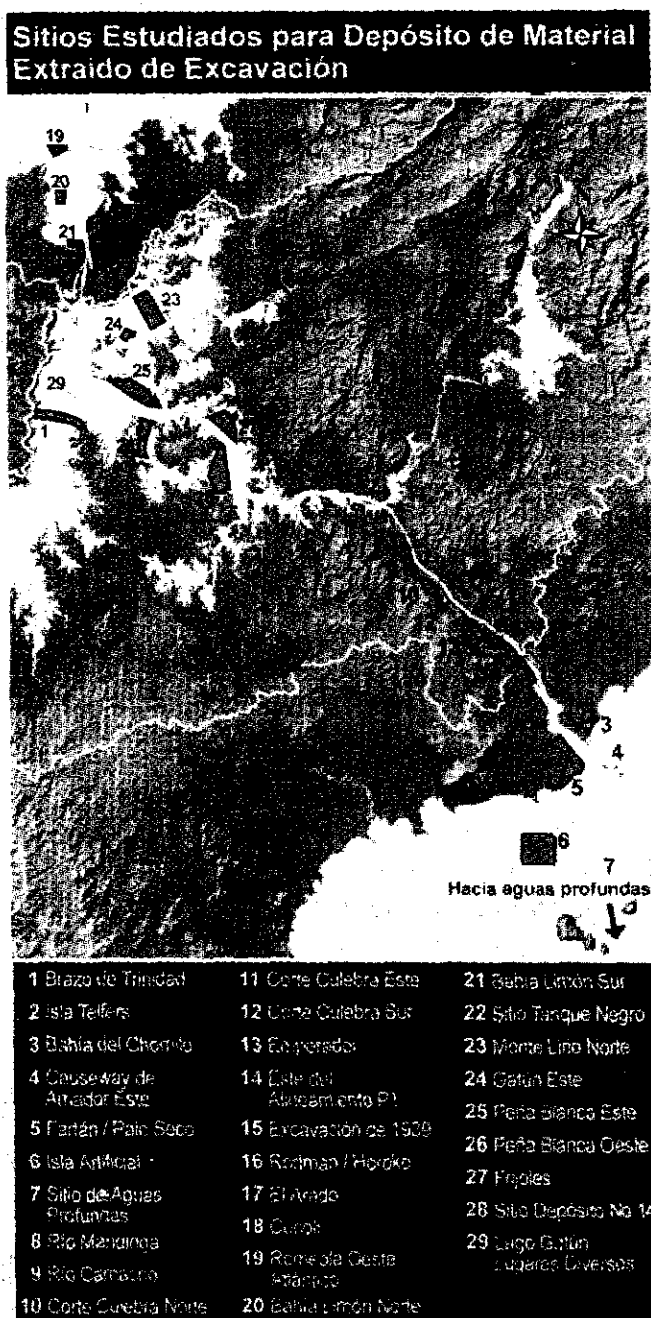 Sitios Estudiados para Depósito de Material
Extraido de Excavación
19
20
21
23
24
25
29
1
3
4
5
6
7
Hacia aguas profundas
1 Brazo de Trinidad
2 Isla Telfers
3 Bahía del Chorrillo
4 Causeway de
Amador Este
5 Farfán / Palo Seco
6 Isla Artificial
7 Sitio de Aguas
Profundas
8 Río Mandinga
9 Río Camacho
10 Corte Culebra Norte
11 Corte Culebra Este
12 Corte Culebra Sur
13 Emperador
14 Este del
Alineamiento P1
15 Excavación de 1939
16 Rodman / Horoko
17 El Arado
18 Curioli
19 Rompeola Oeste
Atlántico
20 Bahía Limón Norte
21 Bahía Limón Sur
22 Sitio Tanque Negro
23 Monte Lirio Norte
24 Gatún Este
25 Peña Blanca Este
26 Peña Blanca Oeste
27 Frijoles
28 Sitio Depósito No 14
29 Lago Gatún
Lugares Diversos